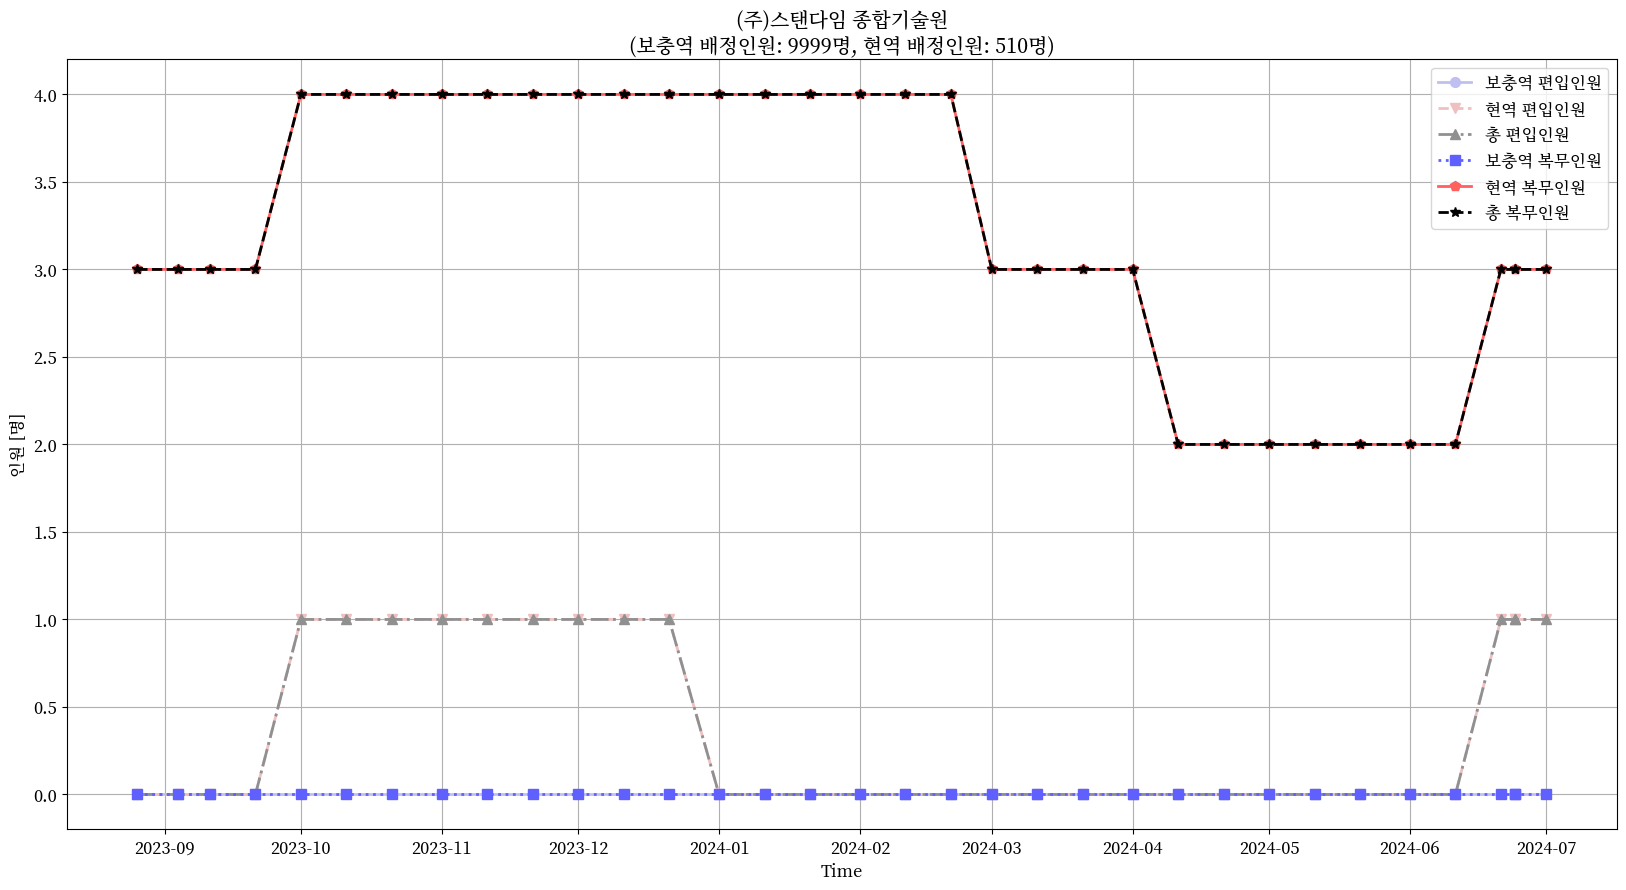 (주)스탠다임 종합기술원
(보충역 배정인원: 9999명, 현역 배정인원: 510명)
보충역 편입인원
현역 편입인원
총 편입인원
보충역 복무인원
현역 복무인원
총 복무인원
인원 [명]
4.0
3.5
3.0
2.5
2.0
1.5
1.0
0.5
0.0
2023-09 2023-10 2023-11 2023-12 2024-01 2024-02 2024-03 2024-04 2024-05 2024-06 2024-07
Time